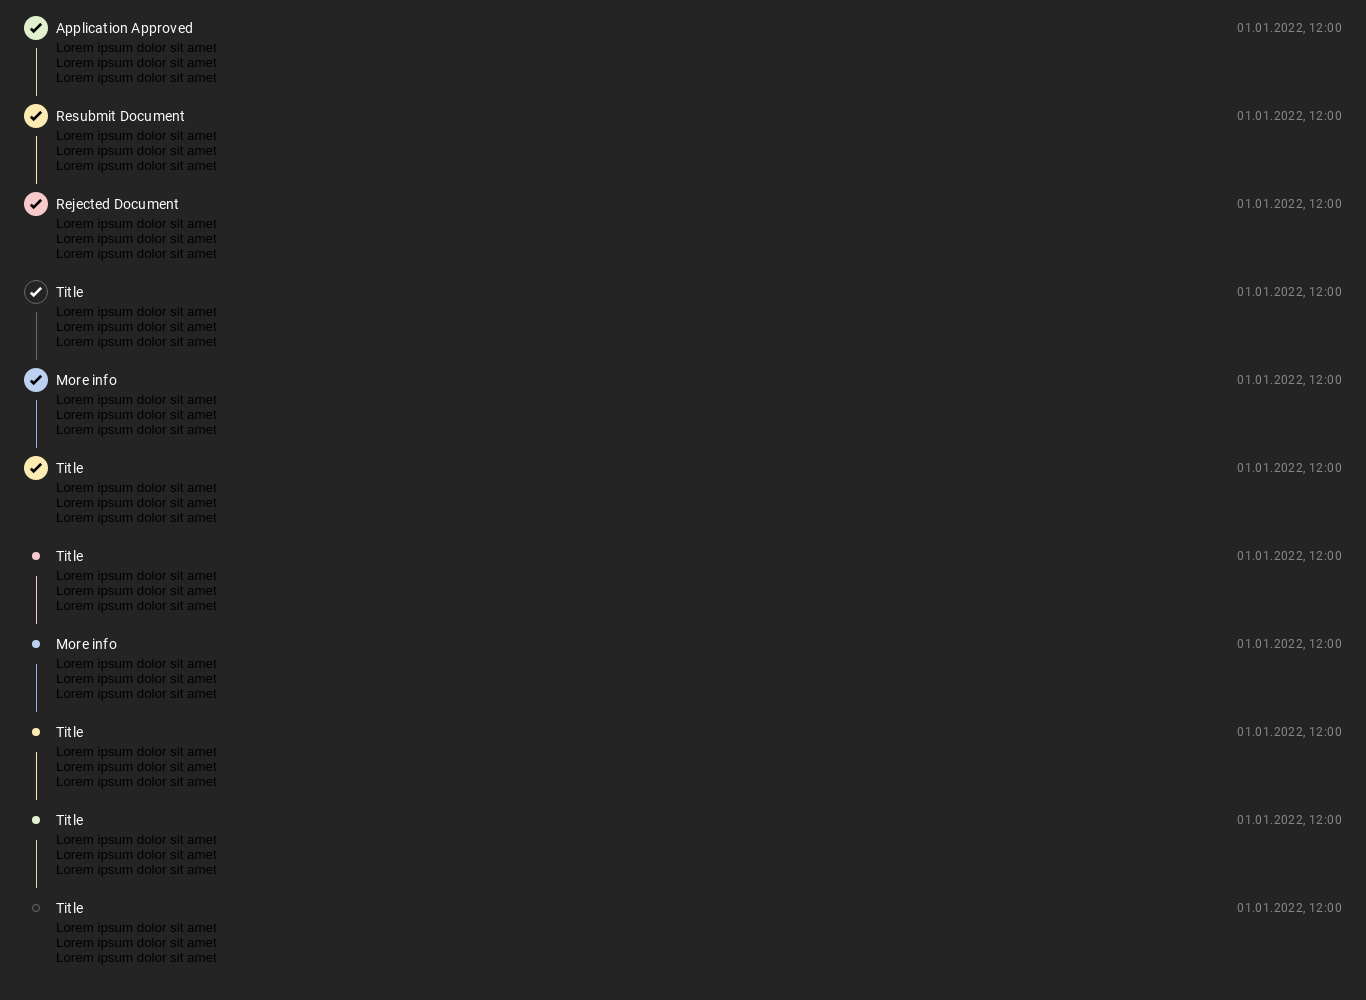 Application Approved 01.01.2022, 12:00
Lorem ipsum dolor sit amet
Lorem ipsum dolor sit amet
Lorem ipsum dolor sit amet
Resubmit Document 01.01.2022, 12:00
Lorem ipsum dolor sit amet
Lorem ipsum dolor sit amet
Lorem ipsum dolor sit amet
Rejected Document 01.01.2022, 12:00
Lorem ipsum dolor sit amet
Lorem ipsum dolor sit amet
Lorem ipsum dolor sit amet
Title 01.01.2022, 12:00
Lorem ipsum dolor sit amet
Lorem ipsum dolor sit amet
Lorem ipsum dolor sit amet
More info 01.01.2022, 12:00
Lorem ipsum dolor sit amet
Lorem ipsum dolor sit amet
Lorem ipsum dolor sit amet
Title 01.01.2022, 12:00
Lorem ipsum dolor sit amet
Lorem ipsum dolor sit amet
Lorem ipsum dolor sit amet
Title 01.01.2022, 12:00
Lorem ipsum dolor sit amet
Lorem ipsum dolor sit amet
Lorem ipsum dolor sit amet
More info 01.01.2022, 12:00
Lorem ipsum dolor sit amet
Lorem ipsum dolor sit amet
Lorem ipsum dolor sit amet
Title 01.01.2022, 12:00
Lorem ipsum dolor sit amet
Lorem ipsum dolor sit amet
Lorem ipsum dolor sit amet
Title 01.01.2022, 12:00
Lorem ipsum dolor sit amet
Lorem ipsum dolor sit amet
Lorem ipsum dolor sit amet
Title 01.01.2022, 12:00
Lorem ipsum dolor sit amet
Lorem ipsum dolor sit amet
Lorem ipsum dolor sit amet